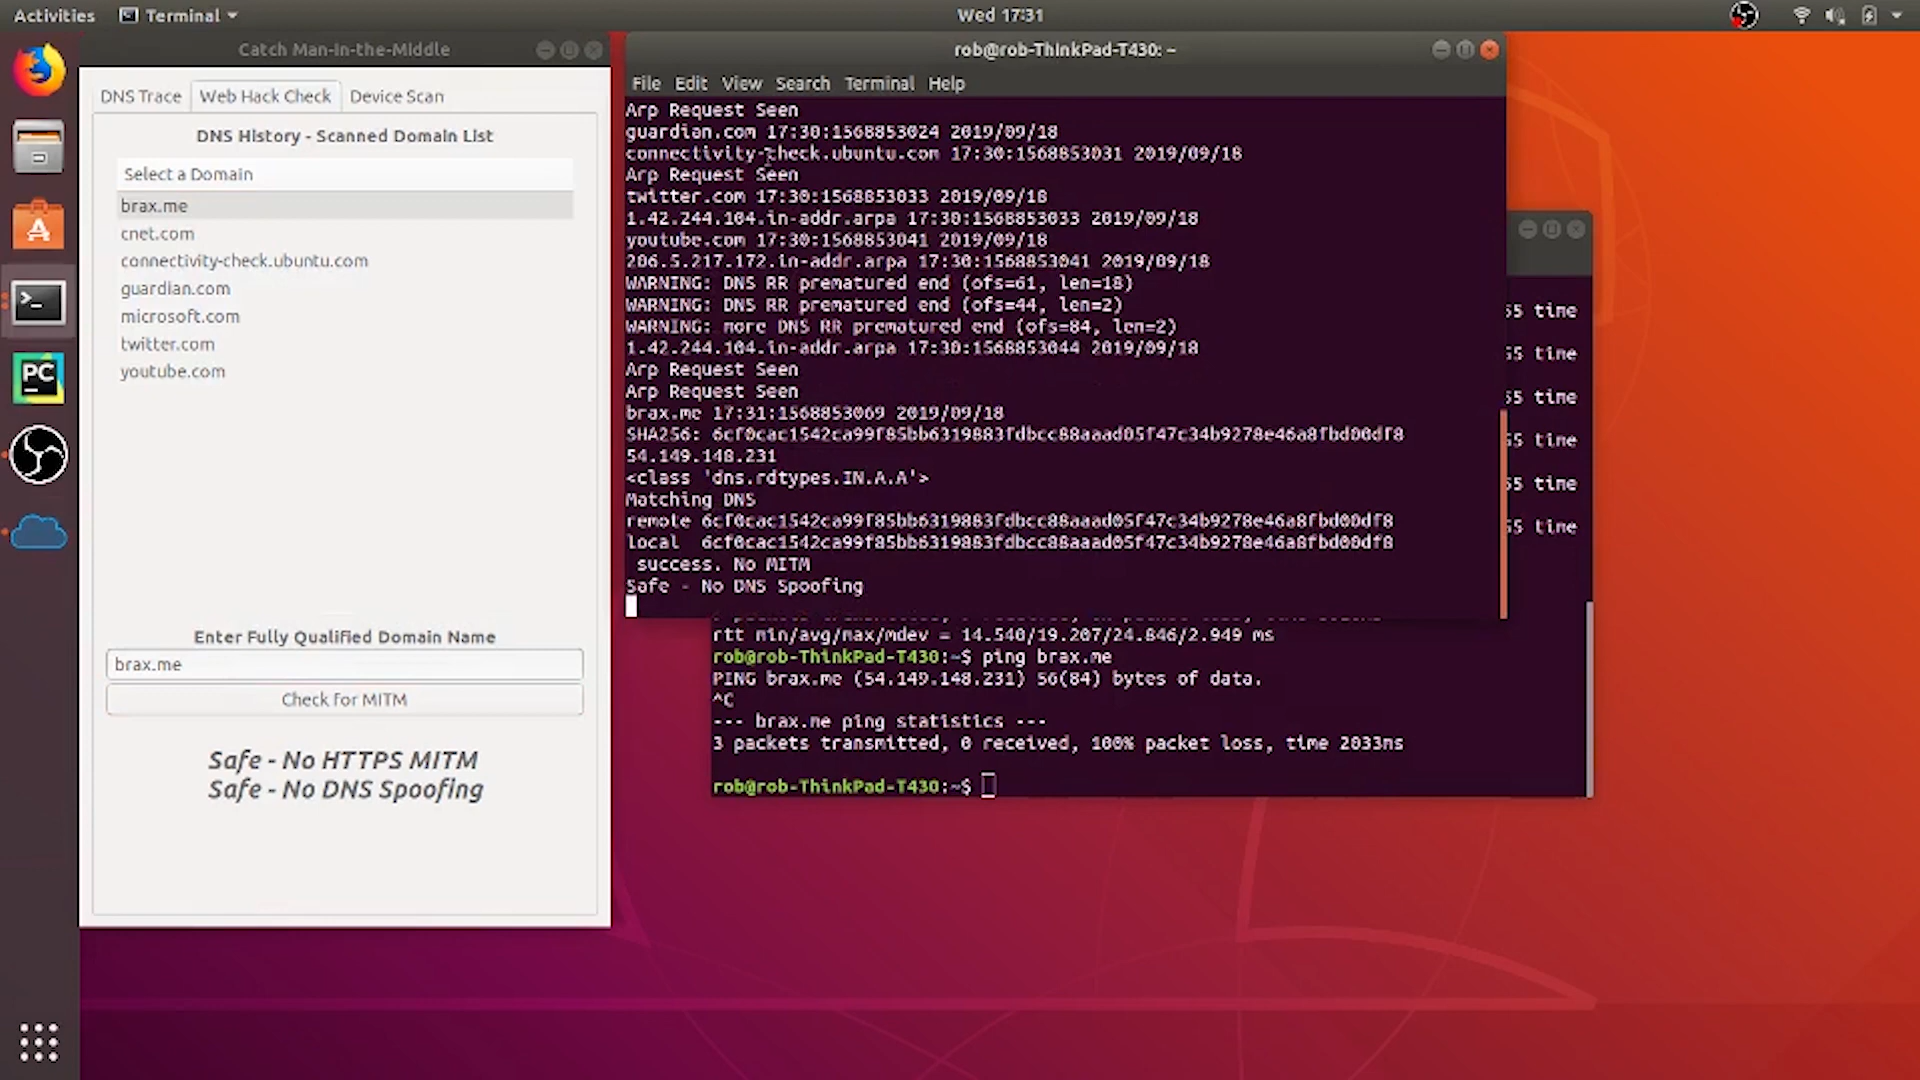 Activities
Terminal
Wed 17:31
Catch Man-in-the-Middle
DNS Trace
Web Hack Check
Device Scan
DNS History - Scanned Domain List
Select a Domain
brax.me
cnet.com
connectivity-check.ubuntu.com
guardian.com
microsoft.com
twitter.com
youtube.com
Enter Fully Qualified Domain Name
brax.me
Check for MITM
Safe - No HTTPS MITM
Safe - No DNS Spoofing
PC
rob@rob-ThinkPad-T430: ~
File Edit View Search Terminal Help
Arp Request Seen
guardian.com 17:30:1568853024 2019/09/18
connectivity-check.ubuntu.com 17:30:1568853031 2019/09/18
Arp Request Seen
twitter.com 17:30:1568853033 2019/09/18
1.42.244.104.in-addr.arpa 17:30:1568853033 2019/09/18
youtube.com 17:30:1568853041 2019/09/18
206.5.217.172.in-addr.arpa 17:30:1568853041 2019/09/18
WARNING: DNS RR prematured end (ofs=61, len=18)
WARNING: DNS RR prematured end (ofs=44, len=2)
WARNING: more DNS RR prematured end (ofs=84, len=2)
1.42.244.104.in-addr.arpa 17:30:1568853044 2019/09/18
Arp Request Seen
Arp Request Seen
brax.me 17:31:1568853069 2019/09/18
SHA256: 6cf0cac1542ca99f85bb6319883fdbcc88aaad05f47c34b9278e46a8fbd00df8
54.149.148.231
<class 'dns.rdtypes.IN.A.A'>
Matching DNS
remote 6cf0cac1542ca99f85bb6319883fdbcc88aaad05f47c34b9278e46a8fbd00df8
local 6cf0cac1542ca99f85bb6319883fdbcc88aaad05f47c34b9278e46a8fbd00df8
success. No MITM
Safe - No DNS Spoofing
55 time
55 time
55 time
55 time
55 time
55 time
rtt min/avg/max/mdev = 14.540/19.207/24.846/2.949 ms
rob@rob-ThinkPad-T430:~$ ping brax.me
PING brax.me (54.149.148.231) 56(84) bytes of data.
^C
--- brax.me ping statistics ---
3 packets transmitted, 0 received, 100% packet loss, time 2033ms
rob@rob-ThinkPad-T430:~$